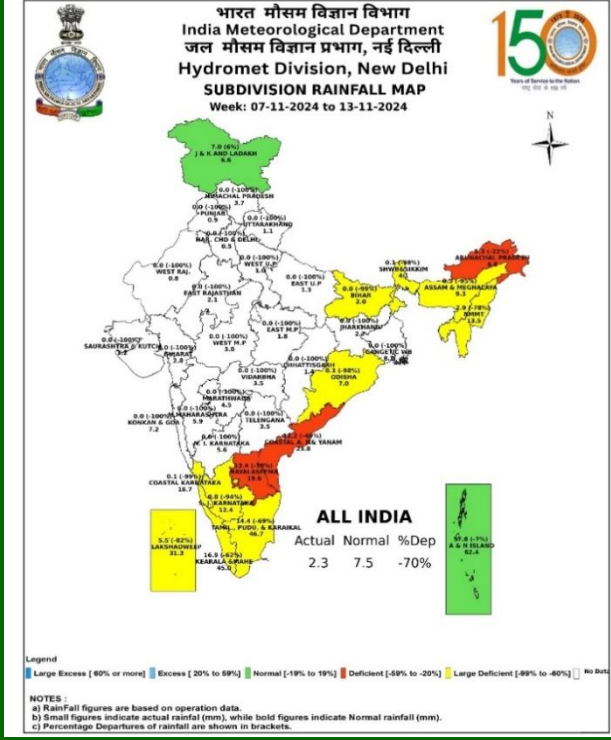 भारत मौसम विज्ञान विभाग
India Meteorological Department
जल मौसम विज्ञान प्रभाग, नई दिल्ली
Hydromet Division, New Delhi
SUBDIVISION RAINFALL MAP
Week: 07-11-2024 to 13-11-2024
150
Years of Service to the Nation
N
7.0 (6%)
J & K AND LADAKH
6.6
0.0 (-100%)
HIMACHAL PRADESH
3.7
0.0 (-100%)
PUNJAB
0.9
0.0 (-100%)
UTTARAKHAND
1.1
0.0 (-100%)
HAR. CHD & DELHI
0.5
0.0 (-100%)
WEST U.P
0.0 (-100%)
WEST RAJ.
0.8
0.0 (-100%)
EAST U.P
1.3
0.0 (-100%)
EAST RAJASTHAN
2.1
0.0 (-99%)
BIHAR
2.0
SHWB&SIKKIM
(-22%)
ARUNACHAL PRADESH
ASSAM & MEGHALAYA
9.3
2.9 (-78%)
NMMT
13.5
0.0 (-100%)
JHARKHAND
GANGETIC WB
0.0 (-100%)
SAURASHTRA & KUTCH
0.0 (-100%)
GUJARAT
2.8
0.0 (-100%)
WEST M.P
3.0
0.0 (-100%)
EAST M.P
1.8
0.0 (-100%)
CHHATTISGARH
1.4
0.1 (-98%)
ODISHA
7.0
0.0 (-100%)
VIDARBHA
3.5
0.0 (-100%)
MARATHWADA
4.5
0.0 (-100%)
KONKAN & GOA
7.2
0.0 (-100%)
M.MAHARASHTRA
5.9
0.0 (-100%)
TELENGANA
3.5
0.0 (-100%)
N. I. KARNATAKA
5.6
COASTAL A. P.& YANAM
RAYALASEEMA
19.6
0.1 (-99%)
COASTAL KARNATAKA
(-94%)
S. I. KARNATAKA
12.4
14.4 (-69%)
TAMIL., PUDU. & KARAIKAL
46.7
5.5 (-82%)
LAKSHADWEEP
31.3
16.9 (-62%)
KEARALA & MAHE
45.0
(-7%)
A & N ISLAND
62.4
ALL INDIA
Actual Normal %Dep
2.3 7.5 -70%
Legend
Large Excess [ 60% or more] Excess [ 20% to 59%] Normal [-19% to 19%] Deficient [-59% to -20%] Large Deficient [-99% to -60%] No Data
NOTES :
a) RainFall figures are based on operation data.
b) Small figures indicate actual rainfal (mm), while bold figures indicate Normal rainfall (mm).
c) Percentage Departures of rainfall are shown in brackets.